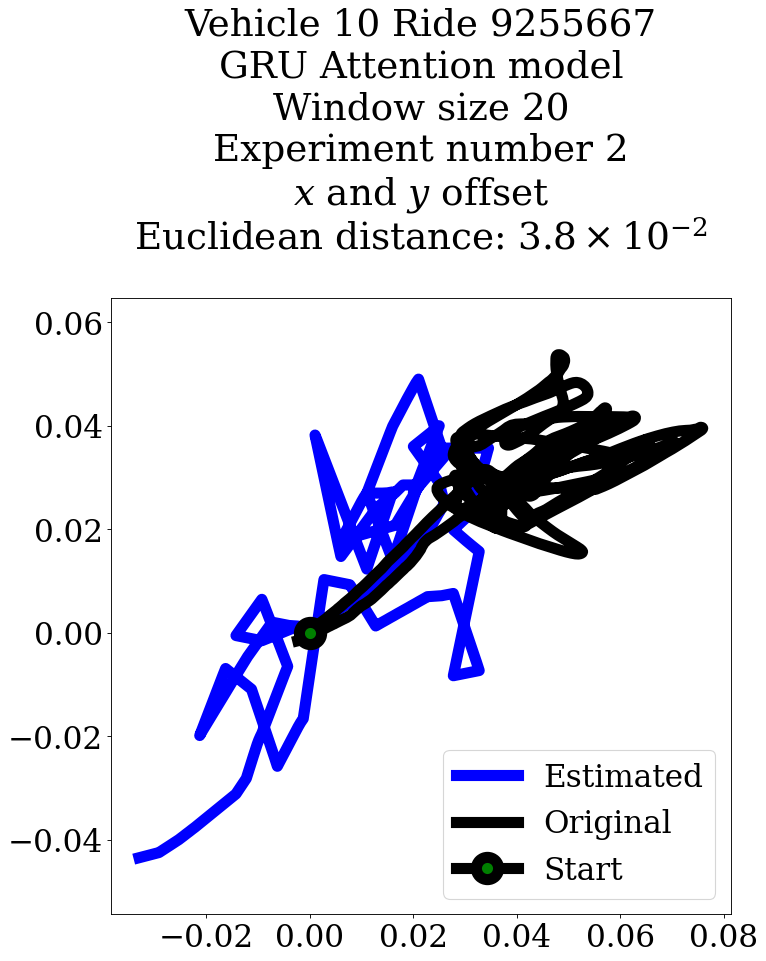 Vehicle 10 Ride 9255667
GRU Attention model
Window size 20
Experiment number 2
x and y offset
Euclidean distance: 3.8 × 10⁻²
0.06
0.04
0.02
0.00
−0.02
−0.04
Estimated
Original
Start
−0.02 0.00 0.02 0.04 0.06 0.08